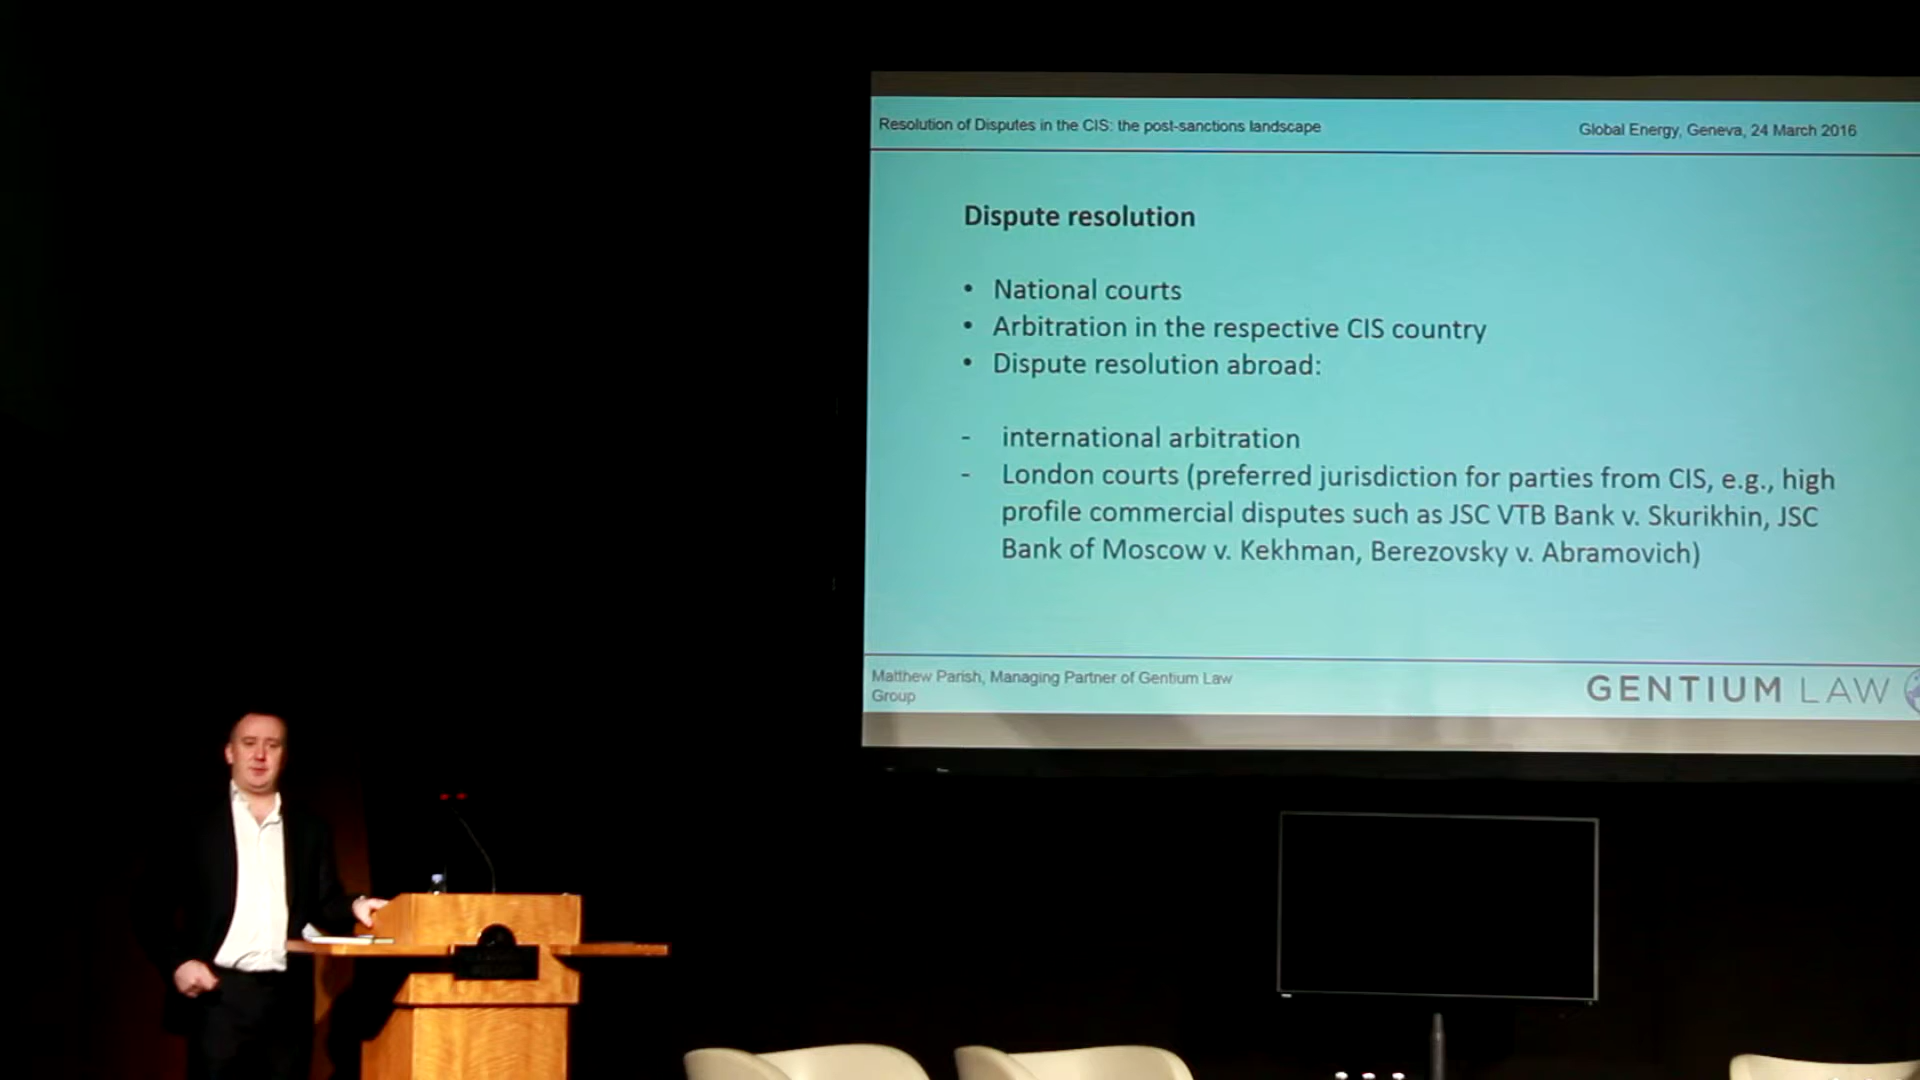 Resolution of Disputes in the CIS: the post-sanctions landscape
Global Energy, Geneva, 24 March 2016
Dispute resolution
• National courts
• Arbitration in the respective CIS country
• Dispute resolution abroad:
- international arbitration
- London courts (preferred jurisdiction for parties from CIS, e.g., high
profile commercial disputes such as JSC VTB Bank v. Skurikhin, JSC
Bank of Moscow v. Kekhman, Berezovsky v. Abramovich)
Matthew Parish, Managing Partner of Gentium Law
Group
GENTIUM LAW